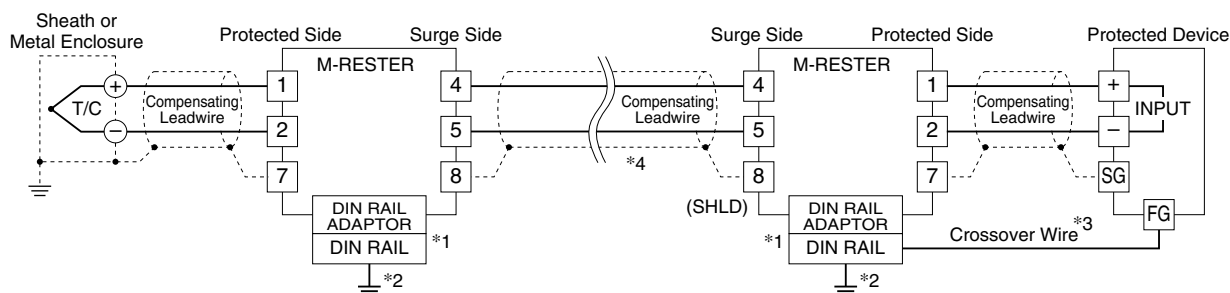 Sheath or
Metal Enclosure
Protected Side
Surge Side
Surge Side
Protected Side
Protected Device
M-RESTER
M-RESTER
+
1
4
4
1
+
T/C
Compensating
Leadwire
Compensating
Leadwire
Compensating
Leadwire
INPUT
–
2
5
5
2
–
*4
7
8
8
7
SG
(SHLD)
DIN RAIL
ADAPTOR
DIN RAIL
ADAPTOR
FG
*1
*1
DIN RAIL
DIN RAIL
Crossover Wire*3
*2
*2